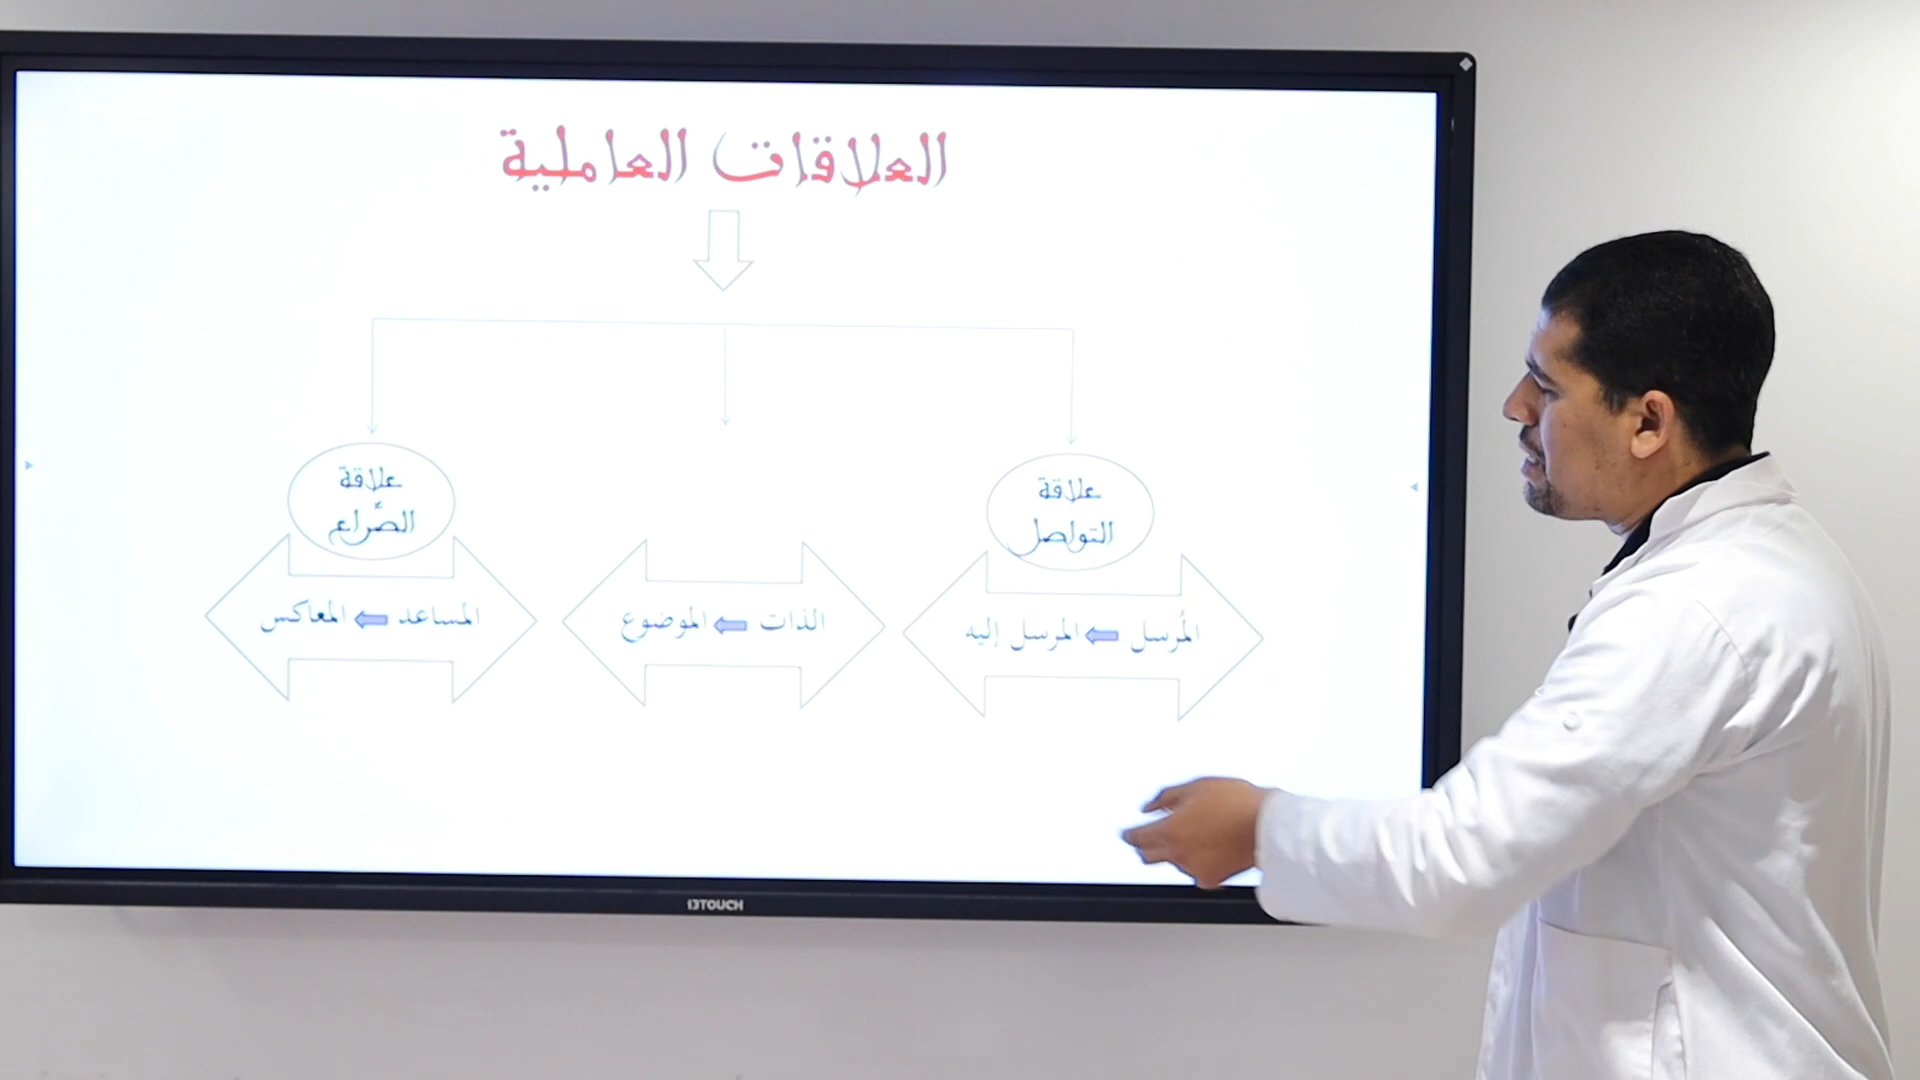 العلاقات العاملية
علاقة
التواصل
علاقة
الصَّراع
المُرسل ⇐ المرسل إليه
الذات ⇐ الموضوع
المساعد ⇐ المعاكس
i3TOUCH